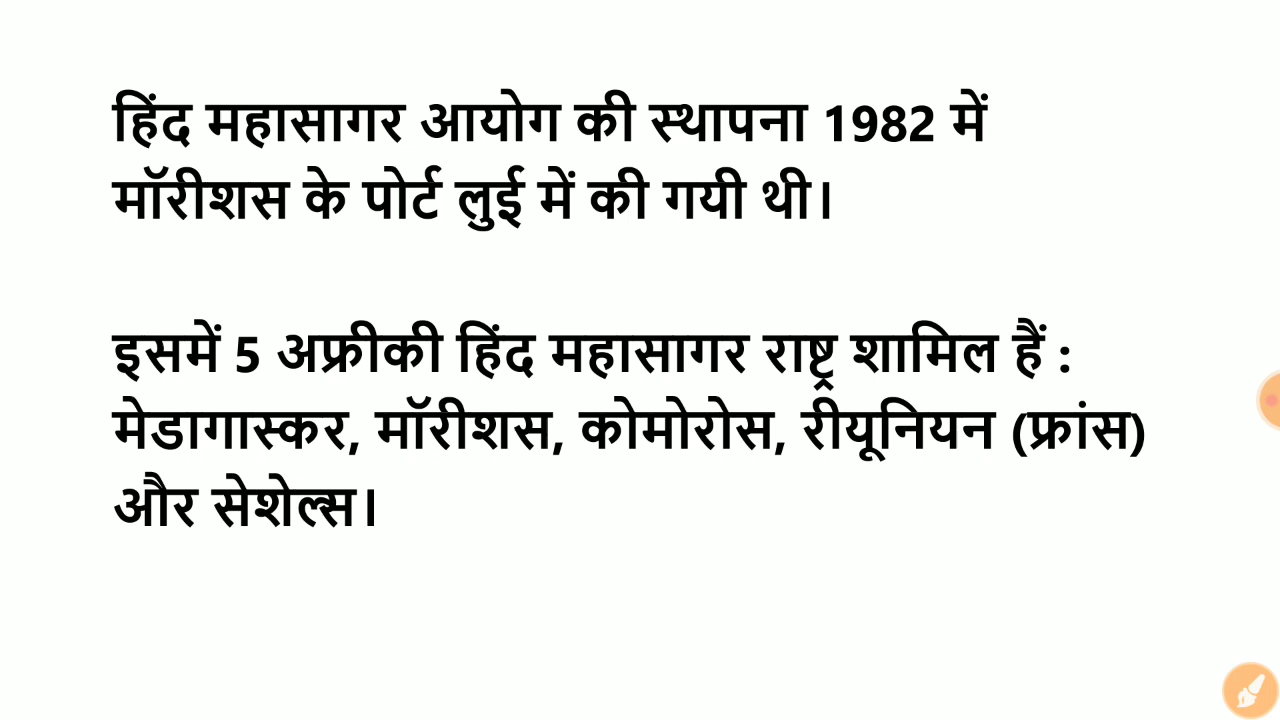 हिंद महासागर आयोग की स्थापना 1982 में
मॉरीशस के पोर्ट लुई में की गयी थी।
इसमें 5 अफ्रीकी हिंद महासागर राष्ट्र शामिल हैं :
मेडागास्कर, मॉरीशस, कोमोरोस, रीयूनियन (फ्रांस)
और सेशेल्स।